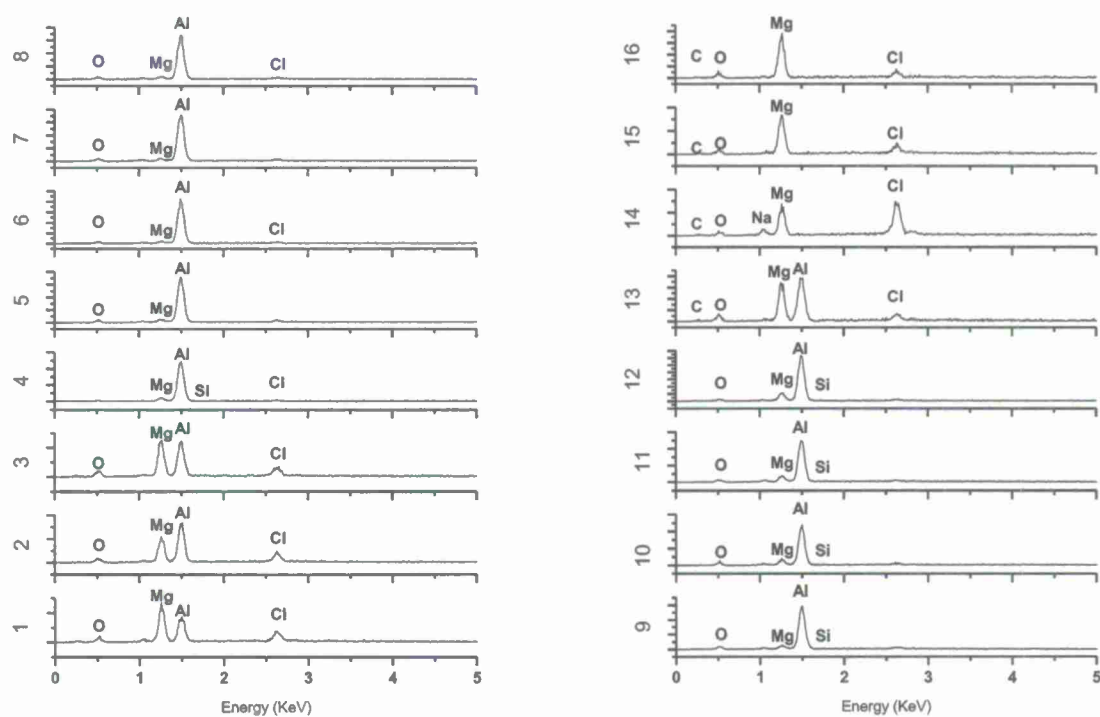 8
O Mg Al Cl
7
O Mg Al
6
O Mg Al Cl
5
O Mg Al
4
Mg Al Si Cl
3
O Mg Al Cl
2
O Mg Al Cl
1
O Mg Al Cl
0 1 2 3 4 5
Energy (KeV)
16
C O Mg Cl
15
C O Mg Cl
14
C O Na Mg Cl
13
C O Mg Al Cl
12
O Mg Al Si
11
O Mg Al Si
10
O Mg Al Si
9
O Mg Al Si
0 1 2 3 4 5
Energy (KeV)